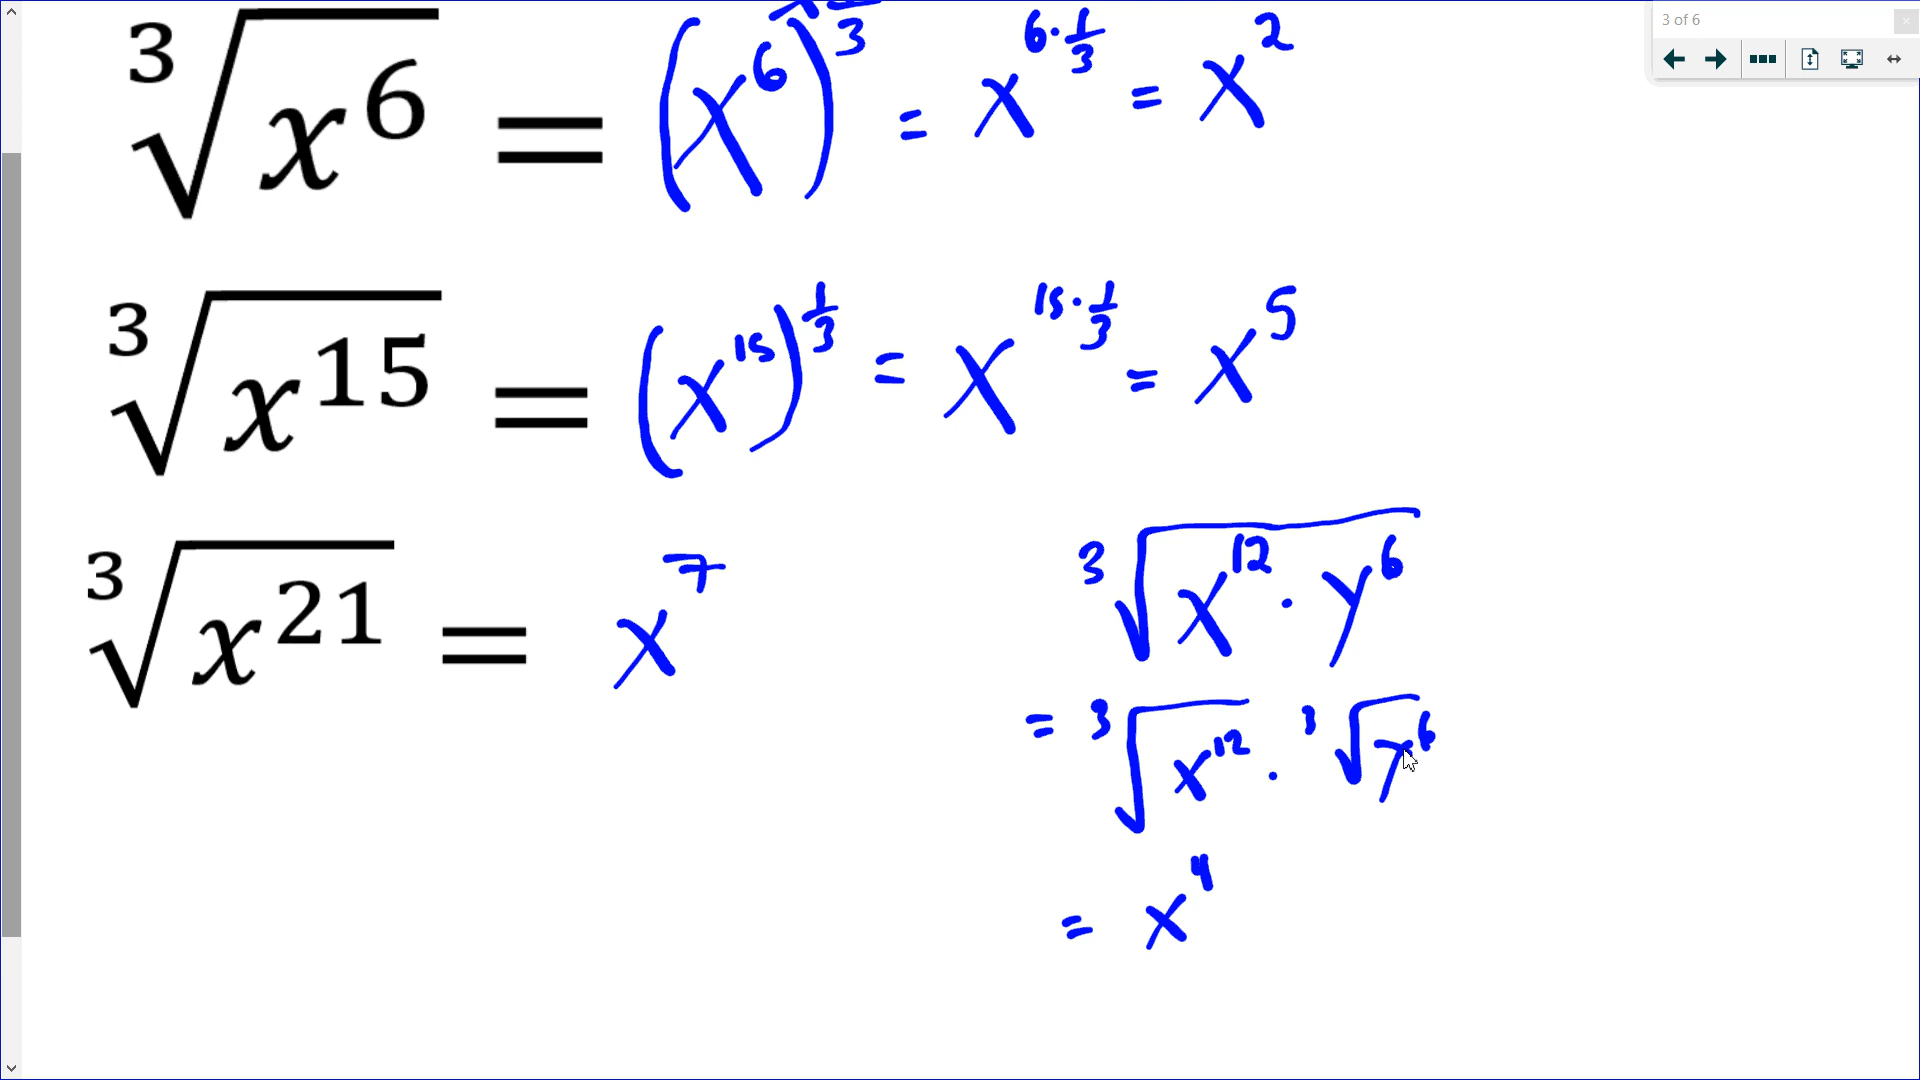 3 of 6
∛x⁶ = (x⁶)^(1/3) = x^(6·1/3) = x²
∛x¹⁵ = (x¹⁵)^(1/3) = x^(15·1/3) = x⁵
∛x²¹ = x⁷
∛(x¹² · y⁶)
= ∛x¹² · ∛y⁶
= x⁴